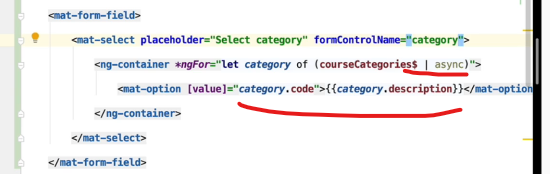 <mat-form-field>
<mat-select placeholder="Select category" formControlName="category">
<ng-container *ngFor="let category of (courseCategories$ | async)">
<mat-option [value]="category.code">{{category.description}}</mat-option
</ng-container>
</mat-select>
</mat-form-field>